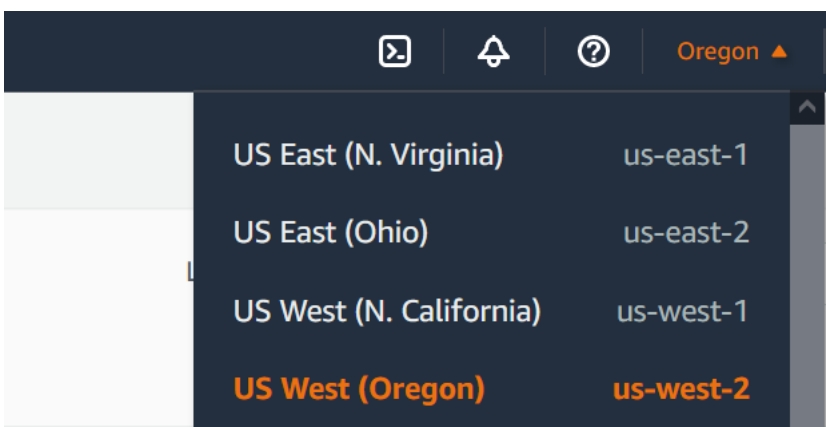 Oregon
US East (N. Virginia) us-east-1
US East (Ohio) us-east-2
US West (N. California) us-west-1
US West (Oregon) us-west-2